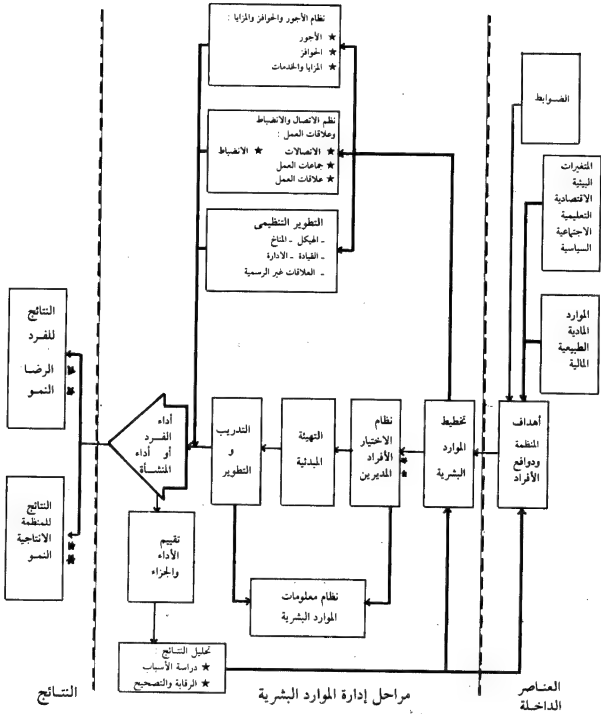 الضوابط
المتغيرات
البيئية
الاقتصادية
التعليمية
الاجتماعية
السياسية
الموارد
المادية
الطبيعية
المالية
أهداف
المنظمة
ودوافع
الأفراد
نظام الأجور والحوافز والمزايا :
★ الأجور
★ الحوافز
★ المزايا والخدمات
نظم الاتصال والانضباط
وعلاقات العمل :
★ الاتصالات ★ الانضباط
★ جماعات العمل
★ علاقات العمل
التطوير التنظيمى
- الهيكل - المناخ
- القيادة - الادارة
- العلاقات غير الرسمية
تخطيط
الموارد
البشرية
نظام
الاختيار
★ الأفراد
★ المديرين
التهيئة
المبدئية
التدريب
و
التطوير
أداء
الفرد
أو أداء
المنشأة
نظام معلومات
الموارد البشرية
تقييم
الأداء
والجزاء
تحليل النتائج :
★ دراسة الأسباب
★ الرقابة والتصحيح
النتائج
للفرد
★ الرضا
★ النمو
النتائج
للمنظمة
★ الانتاجية
★ النمو
العناصر
الداخلة
مراحل إدارة الموارد البشرية
النتائج